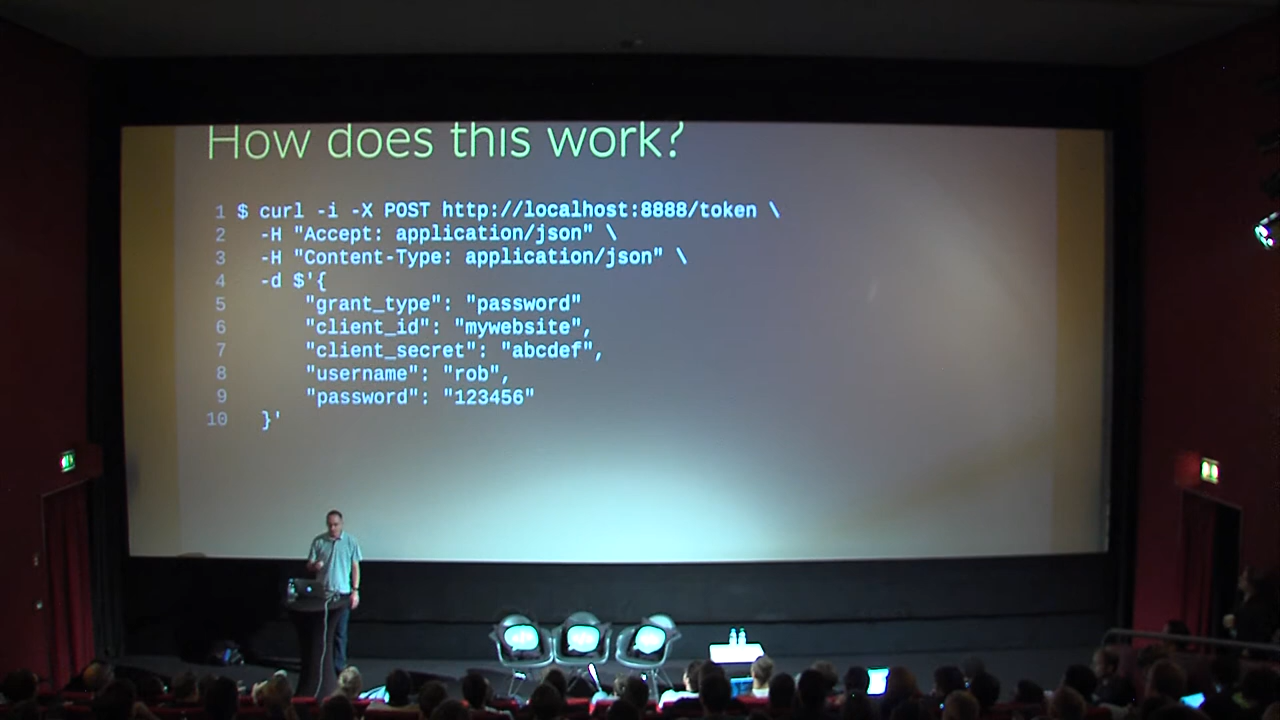 How does this work?
1 $ curl -i -X POST http://localhost:8888/token \
2 -H "Accept: application/json" \
3 -H "Content-Type: application/json" \
4 -d $'{
5 "grant_type": "password"
6 "client_id": "mywebsite",
7 "client_secret": "abcdef",
8 "username": "rob",
9 "password": "123456"
10 }'